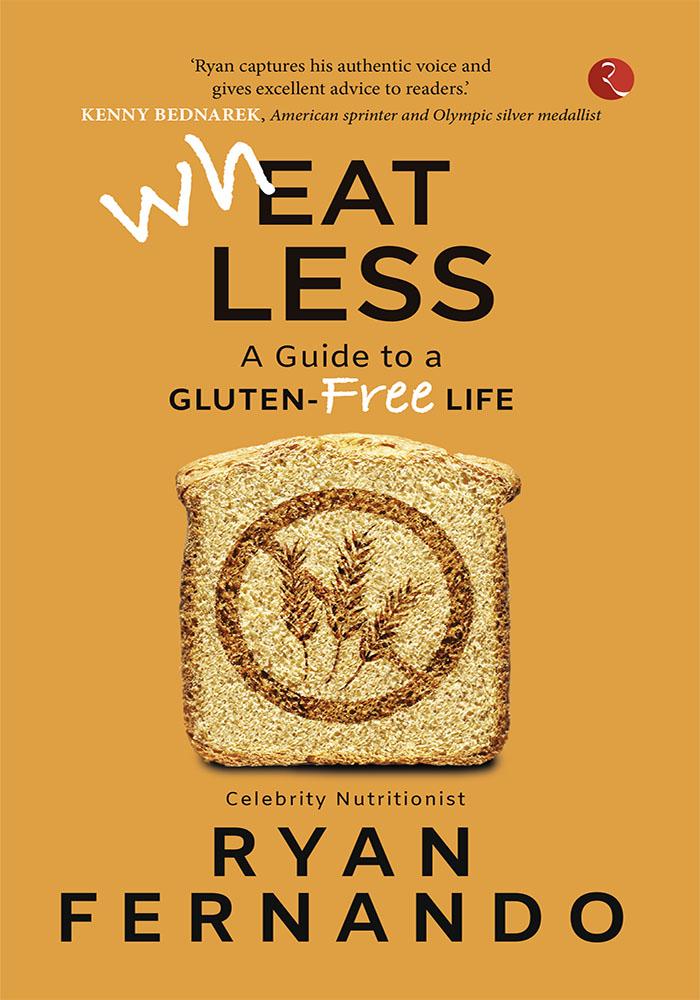 ‘Ryan captures his authentic voice and
gives excellent advice to readers.’
KENNY BEDNAREK, American sprinter and Olympic silver medallist
whEAT
LESS
A Guide to a
GLUTEN-Free LIFE
Celebrity Nutritionist
RYAN
FERNANDO